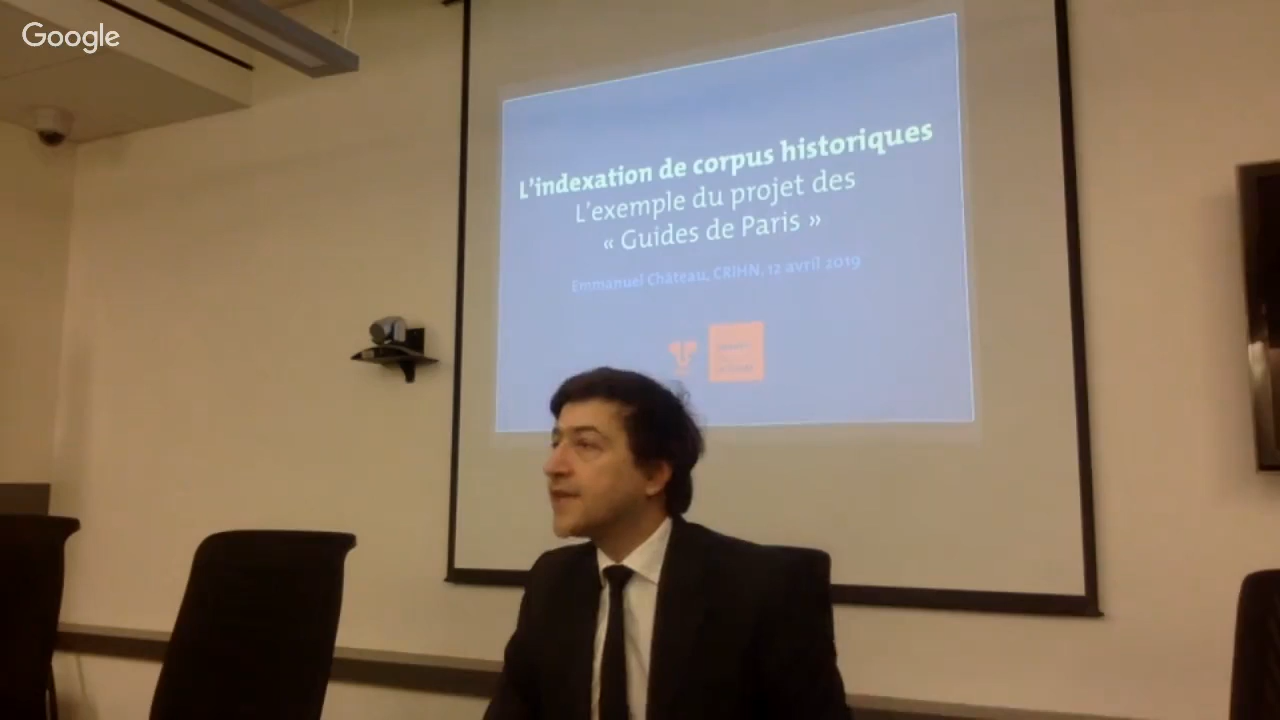 Google
L'indexation de corpus historiques
L'exemple du projet des
« Guides de Paris »
Emmanuel Château, CRIHN, 12 avril 2019